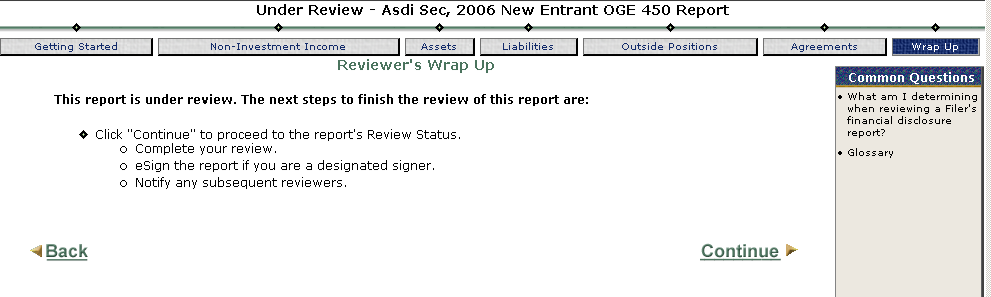 Under Review - Asdi Sec, 2006 New Entrant OGE 450 Report
Getting Started Non-Investment Income Assets Liabilities Outside Positions Agreements Wrap Up
Reviewer's Wrap Up
This report is under review. The next steps to finish the review of this report are:
Click "Continue" to proceed to the report's Review Status.
Complete your review.
eSign the report if you are a designated signer.
Notify any subsequent reviewers.
Back
Continue
Common Questions
What am I determining
when reviewing a Filer's
financial disclosure
report?
Glossary